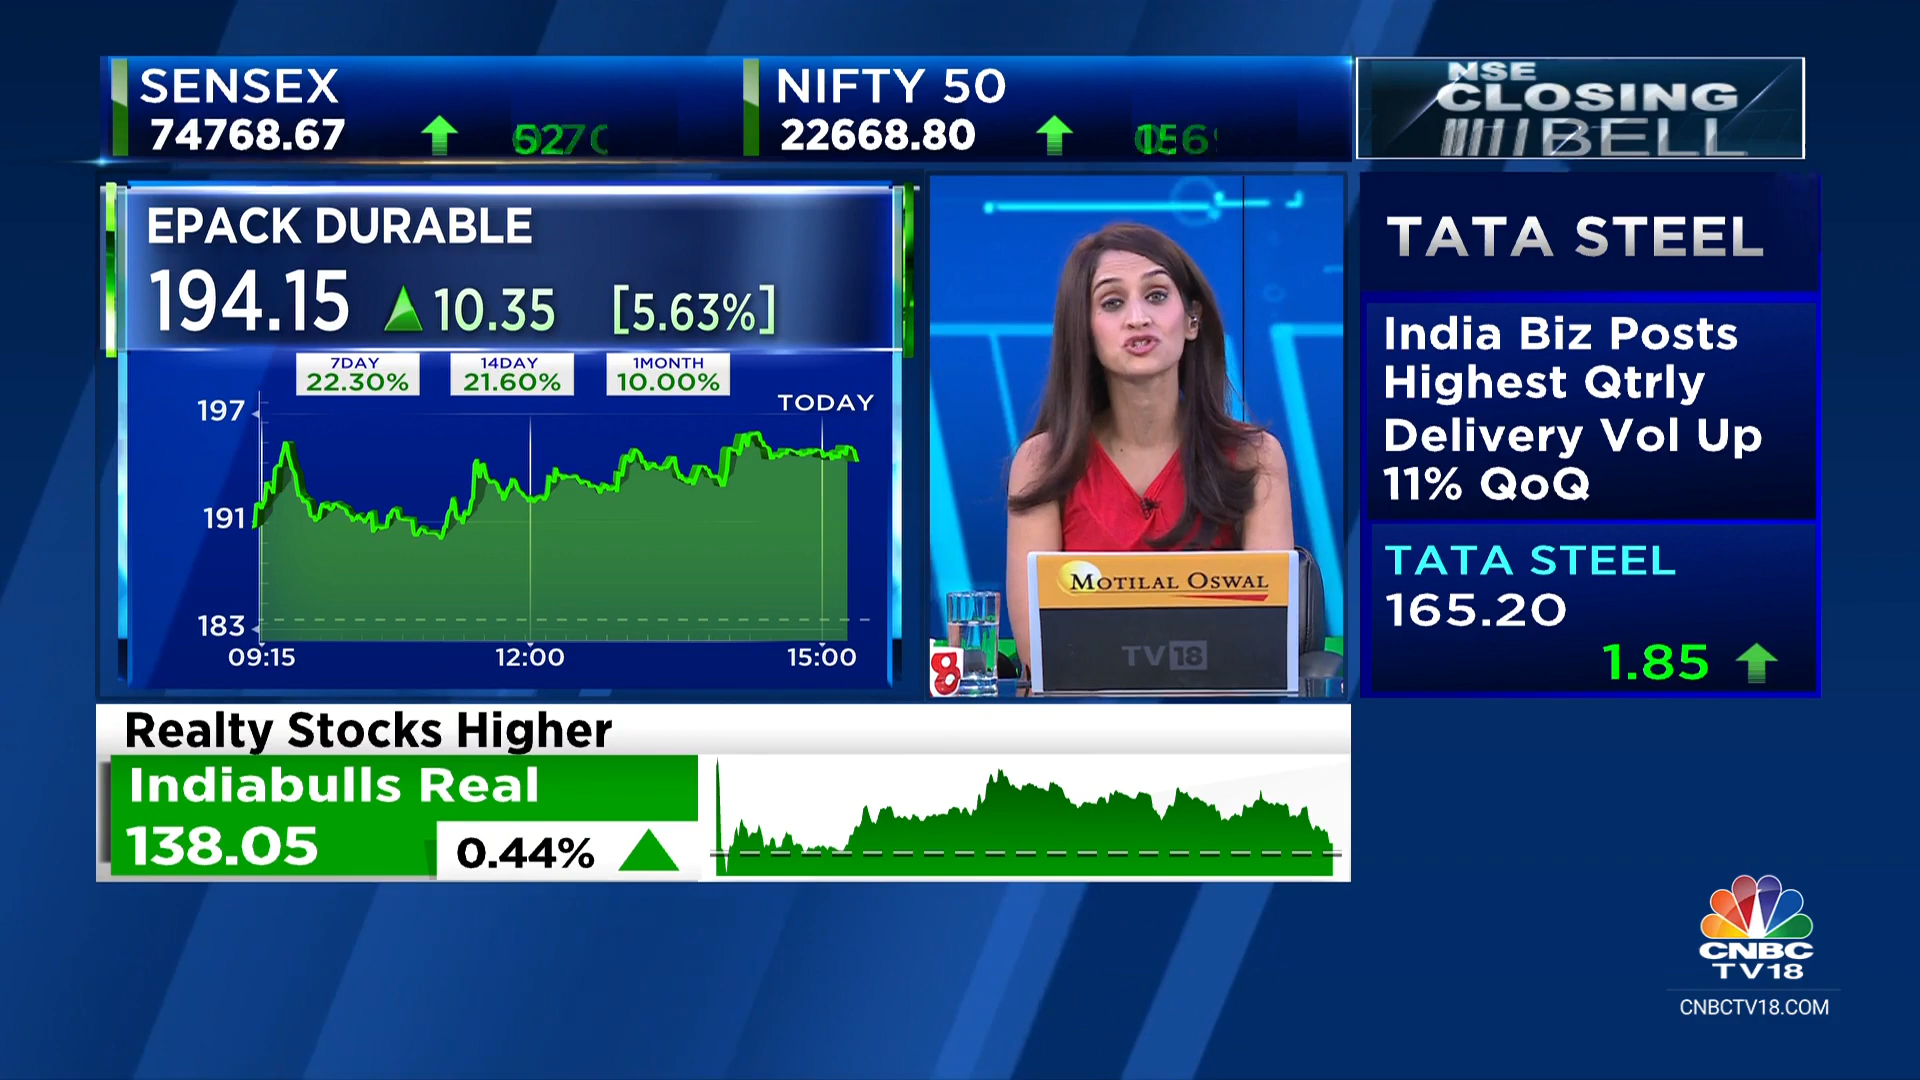 SENSEX
74768.67
NIFTY 50
22668.80
NSE
CLOSING
BELL
EPACK DURABLE
194.15 10.35 [5.63%]
7DAY
22.30%
14DAY
21.60%
1MONTH
10.00%
TODAY
197
191
183
09:15 12:00 15:00
MOTILAL OSWAL
TV18
8
TATA STEEL
India Biz Posts
Highest Qtrly
Delivery Vol Up
11% QoQ
TATA STEEL
165.20
1.85
Realty Stocks Higher
Indiabulls Real
138.05
0.44%
CNBC
TV18
CNBCTV18.COM